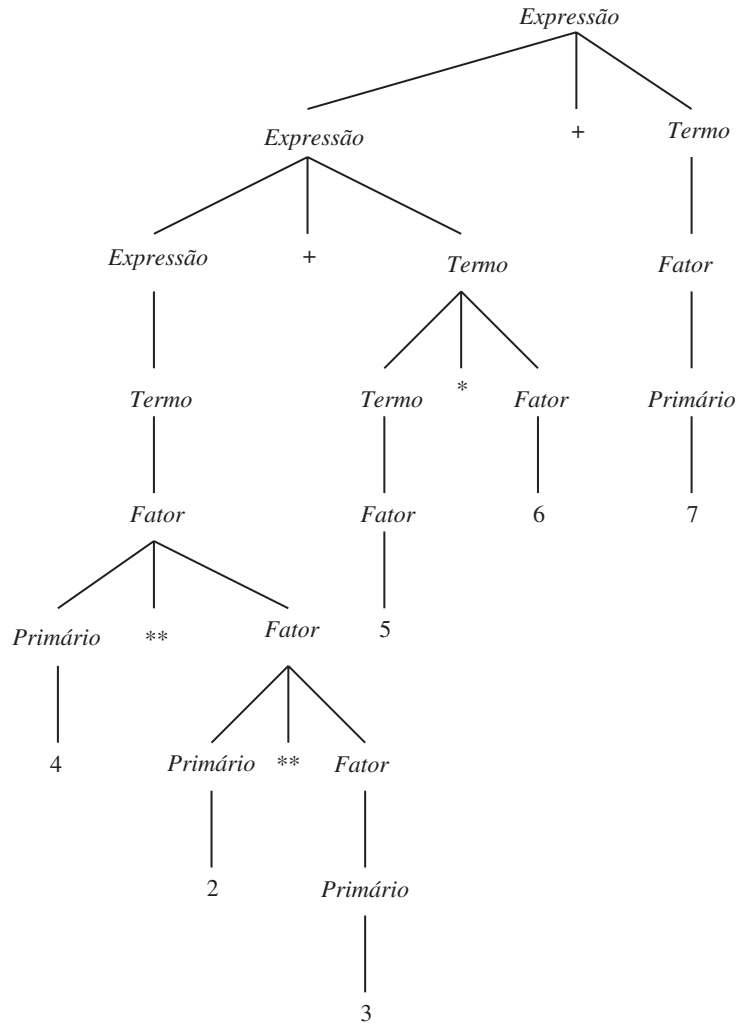 Expressão
Expressão + Termo
Expressão + Termo Fator
Termo Termo * Fator Primário
Fator Fator 6 7
Primário ** Fator 5
4 Primário ** Fator
2 Primário
3